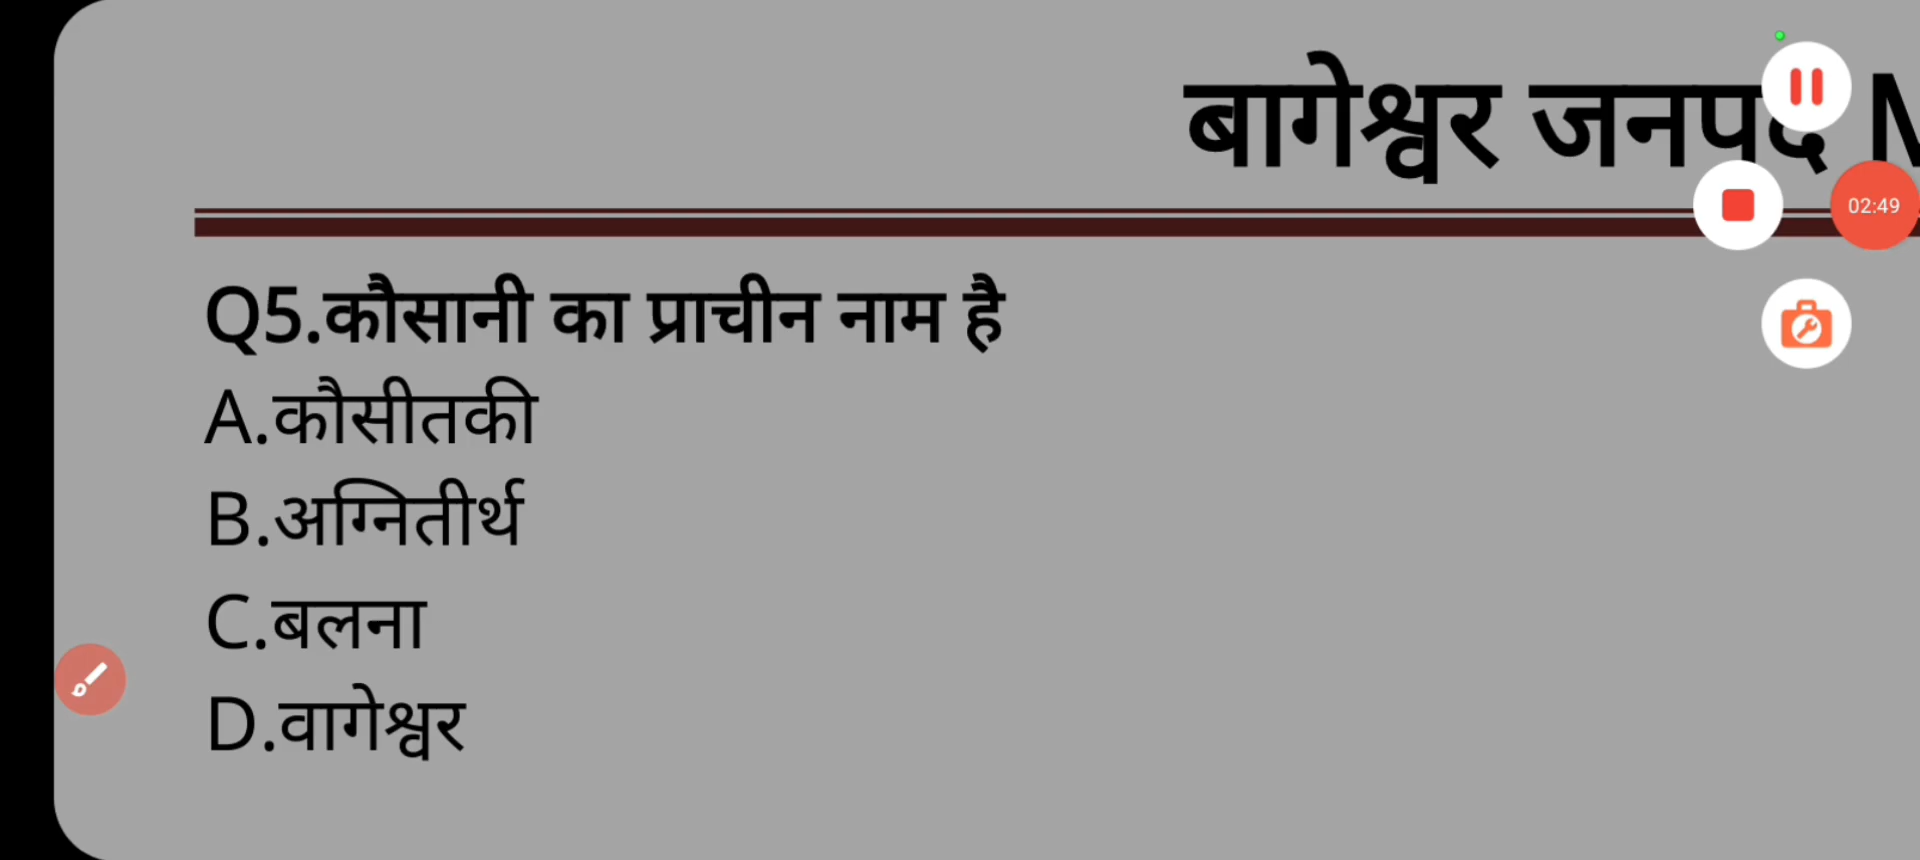 बागेश्वर जनपद M
02:49
Q5.कौसानी का प्राचीन नाम है
A.कौसीतकी
B.अग्नितीर्थ
C.बलना
D.वागेश्वर